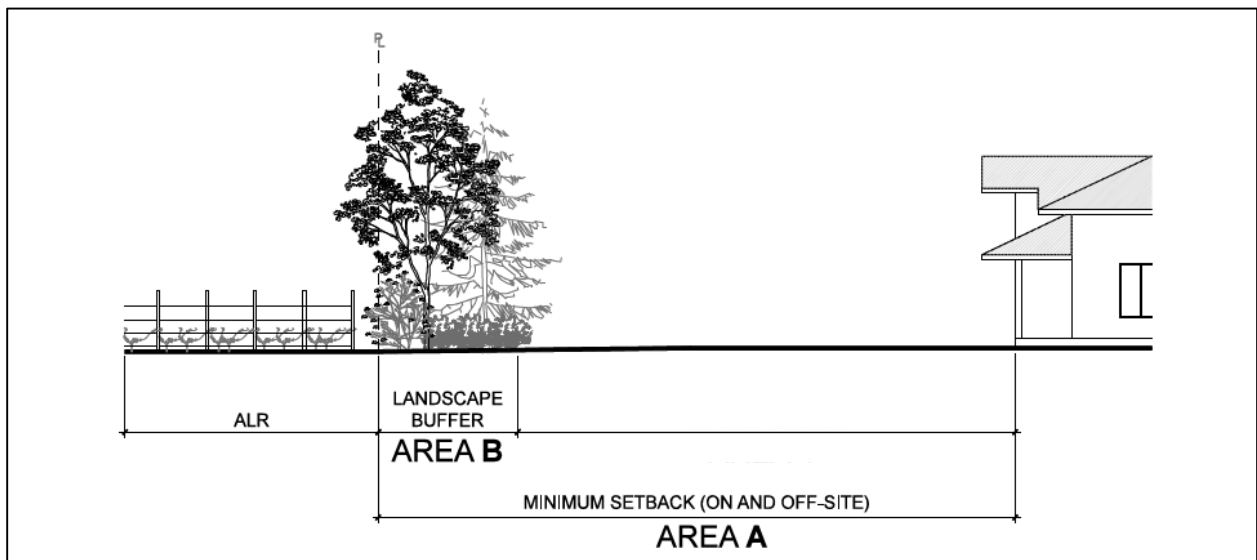 PL
ALR
LANDSCAPE
BUFFER
AREA B
MINIMUM SETBACK (ON AND OFF-SITE)
AREA A